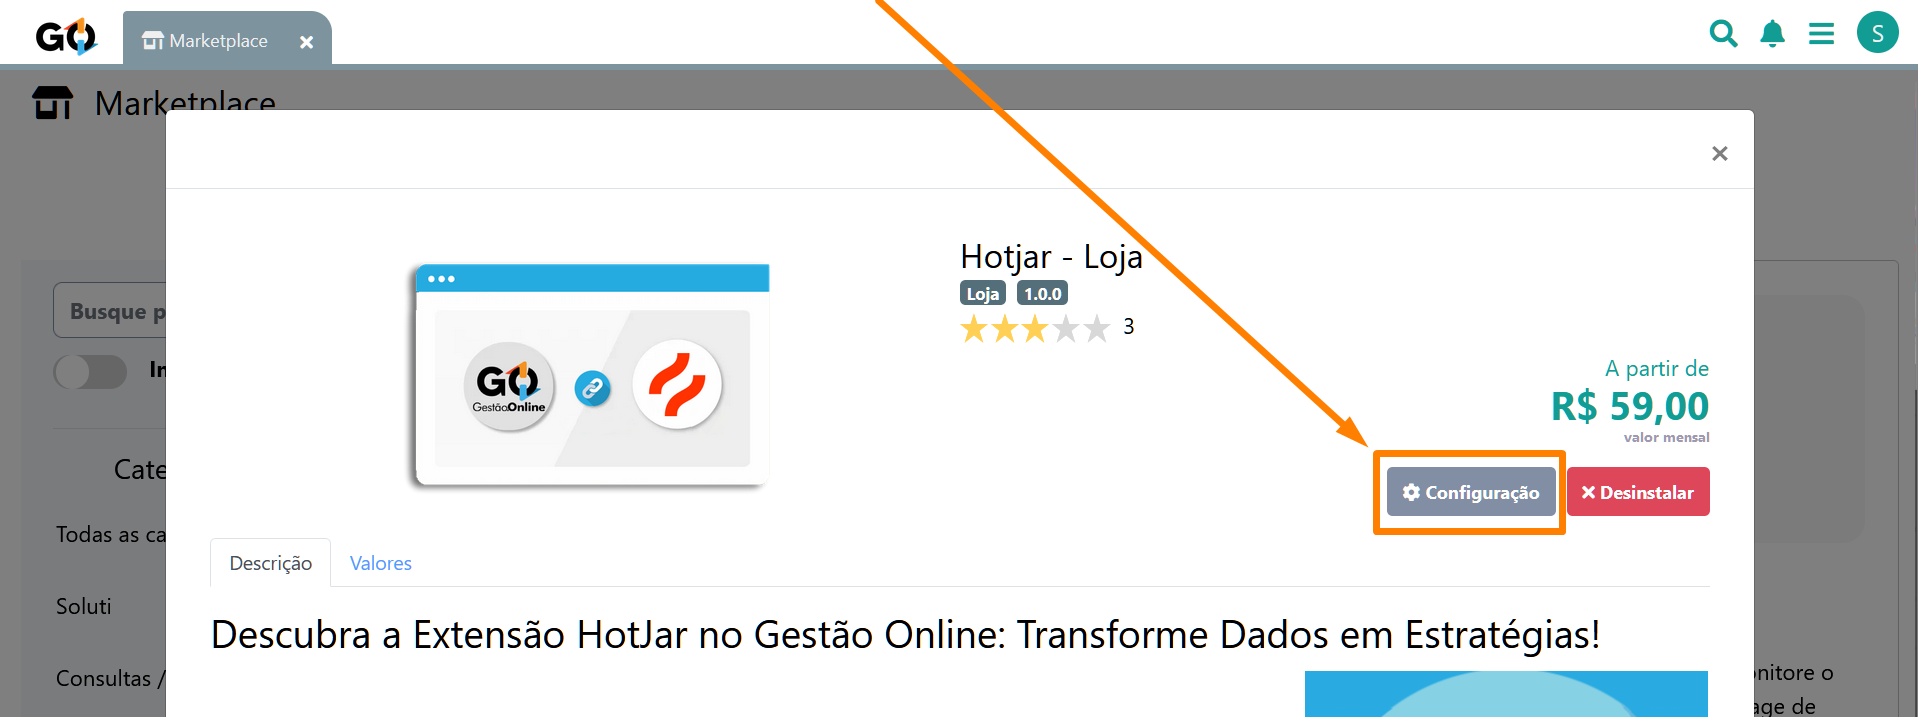 GO
Marketplace
S
Marketplace
Busque p
In
Cate
Todas as ca
Soluti
Consultas /
Hotjar - Loja
Loja 1.0.0
3
GO
GestãoOnline
A partir de
R$ 59,00
valor mensal
Configuração
Desinstalar
Descrição Valores
Descubra a Extensão HotJar no Gestão Online: Transforme Dados em Estratégias!
nitore o
age de